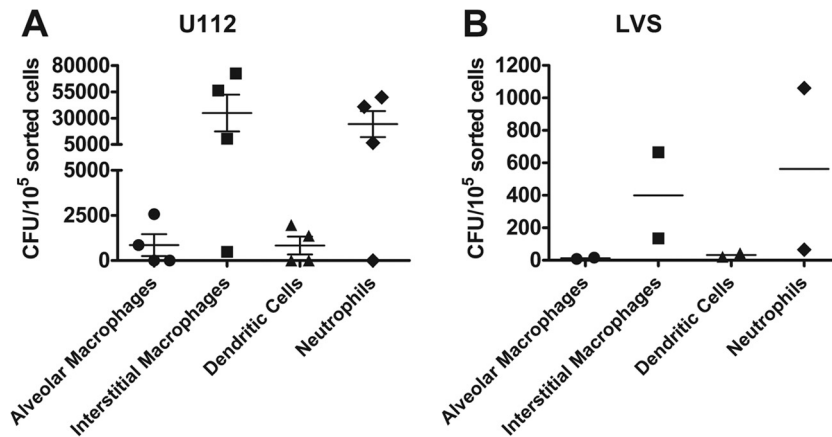 A
U112
CFU/10⁵ sorted cells
80000
55000
30000
5000
5000
2500
0
Alveolar Macrophages
Interstitial Macrophages
Dendritic Cells
Neutrophils
B
LVS
CFU/10⁵ sorted cells
1200
1000
800
600
400
200
0
Alveolar Macrophages
Interstitial Macrophages
Dendritic Cells
Neutrophils